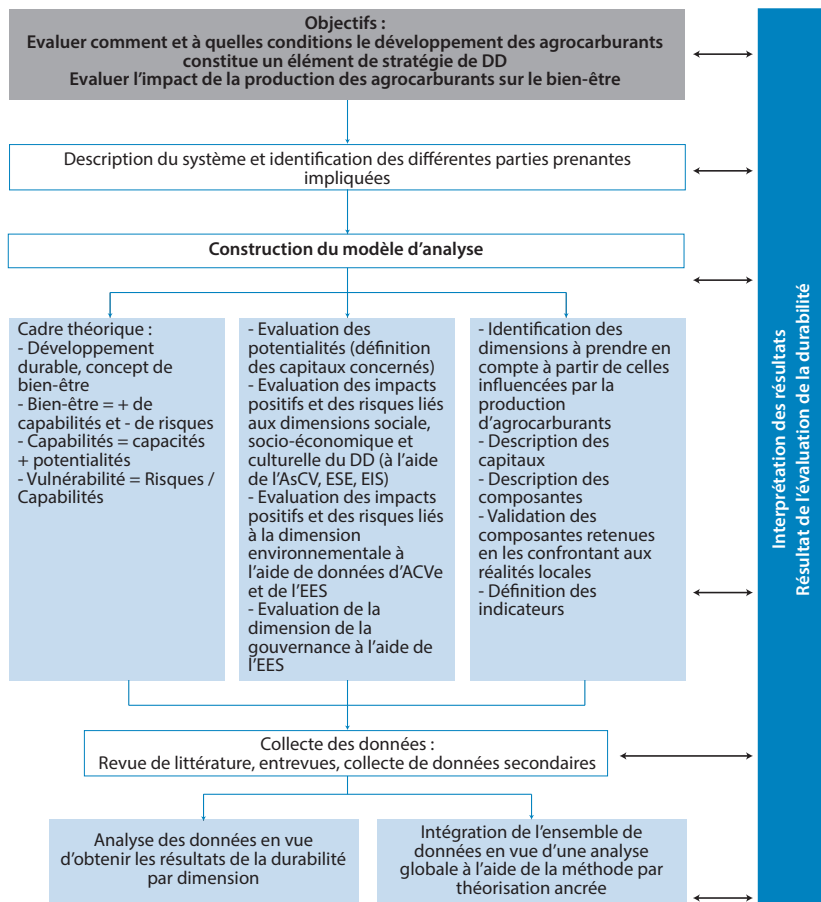 Objectifs :
Evaluer comment et à quelles conditions le développement des agrocarburants
constitue un élément de stratégie de DD
Evaluer l’impact de la production des agrocarburants sur le bien-être
Description du système et identification des différentes parties prenantes
impliquées
Construction du modèle d’analyse
Cadre théorique :
- Développement
durable, concept de
bien-être
- Bien-être = + de
capabilités et - de risques
- Capabilités = capacités
+ potentialités
- Vulnérabilité = Risques /
Capabilités
- Evaluation des
potentialités (définition
des capitaux concernés)
- Evaluation des impacts
positifs et des risques liés
aux dimensions sociale,
socio-économique et
culturelle du DD (à l’aide
de l’AsCV, ESE, EIS)
- Evaluation des impacts
positifs et des risques liés
à la dimension
environnementale à
l’aide de données d’ACVe
et de l’EES
- Evaluation de la
dimension de la
gouvernance à l’aide de
l’EES
- Identification des
dimensions à prendre en
compte à partir de celles
influencées par la
production
d’agrocarburants
- Description des
capitaux
- Description des
composantes
- Validation des
composantes retenues
en les confrontant aux
réalités locales
- Définition des
indicateurs
Collecte des données :
Revue de littérature, entrevues, collecte de données secondaires
Analyse des données en vue
d’obtenir les résultats de la durabilité
par dimension
Intégration de l’ensemble de
données en vue d’une analyse
globale à l’aide de la méthode par
théorisation ancrée
Interprétation des résultats
Résultat de l’évaluation de la durabilité